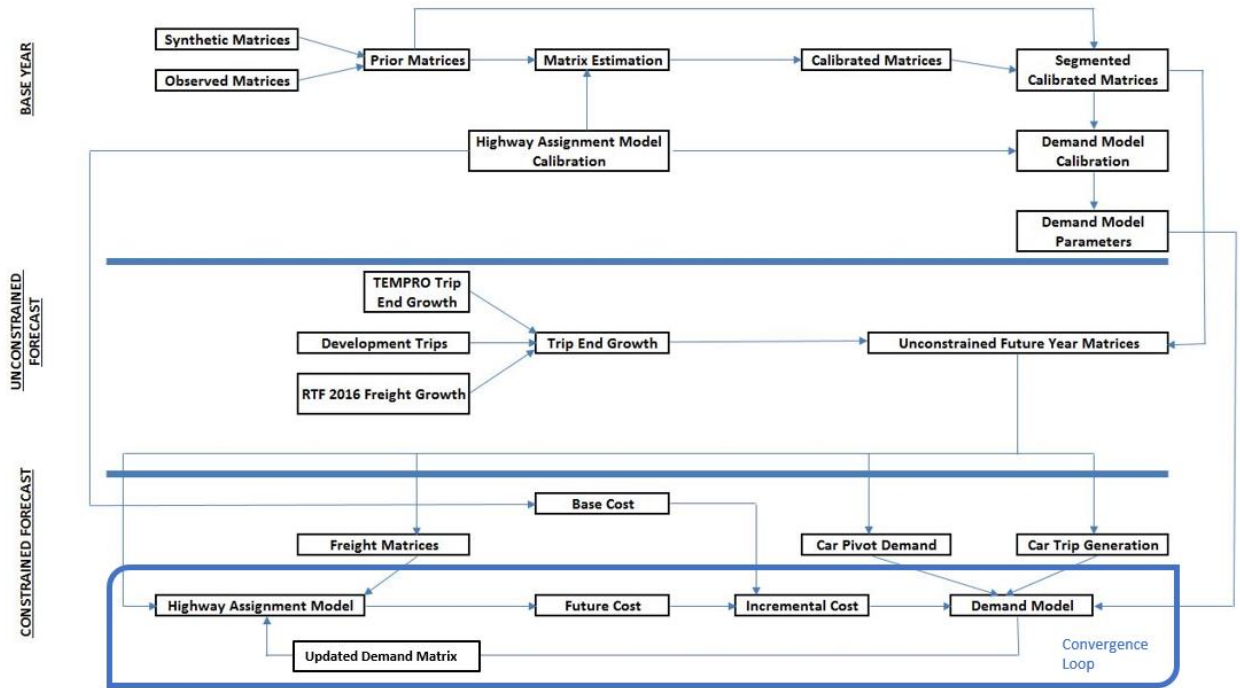 BASE YEAR
Synthetic Matrices
Observed Matrices
Prior Matrices
Matrix Estimation
Calibrated Matrices
Segmented
Calibrated Matrices
Highway Assignment Model
Calibration
Demand Model
Calibration
Demand Model
Parameters
UNCONSTRAINED
FORECAST
TEMPRO Trip
End Growth
Development Trips
Trip End Growth
Unconstrained Future Year Matrices
RTF 2016 Freight Growth
CONSTRAINED FORECAST
Base Cost
Freight Matrices
Car Pivot Demand
Car Trip Generation
Highway Assignment Model
Future Cost
Incremental Cost
Demand Model
Updated Demand Matrix
Convergence
Loop